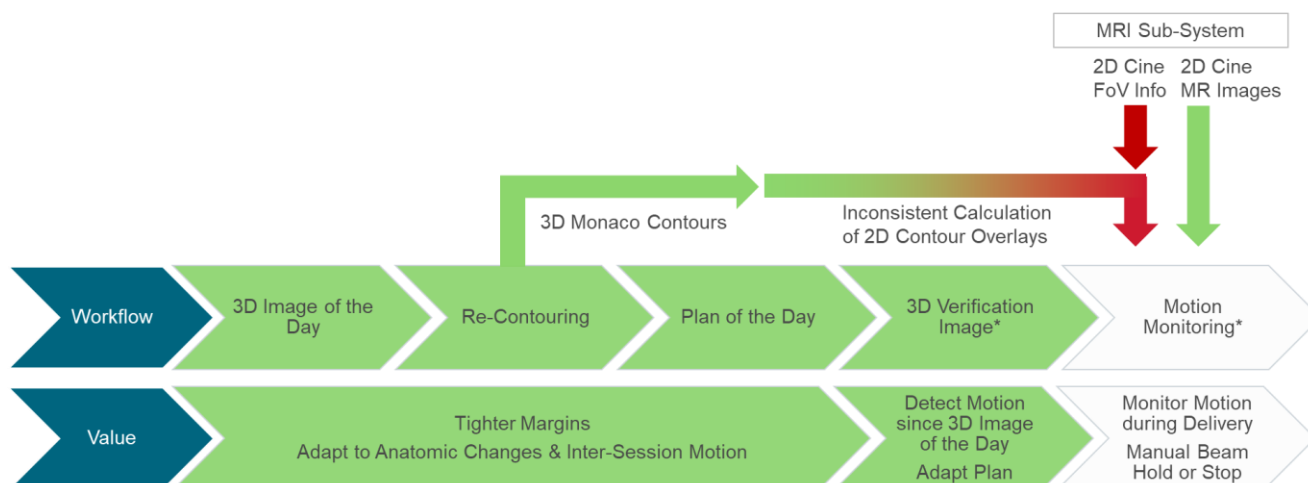 MRI Sub-System
2D Cine
FoV Info
2D Cine
MR Images
3D Monaco Contours
Inconsistent Calculation
of 2D Contour Overlays
Workflow
3D Image of the
Day
Re-Contouring
Plan of the Day
3D Verification
Image*
Motion
Monitoring*
Value
Tighter Margins
Adapt to Anatomic Changes & Inter-Session Motion
Detect Motion
since 3D Image
of the Day
Adapt Plan
Monitor Motion
during Delivery
Manual Beam
Hold or Stop